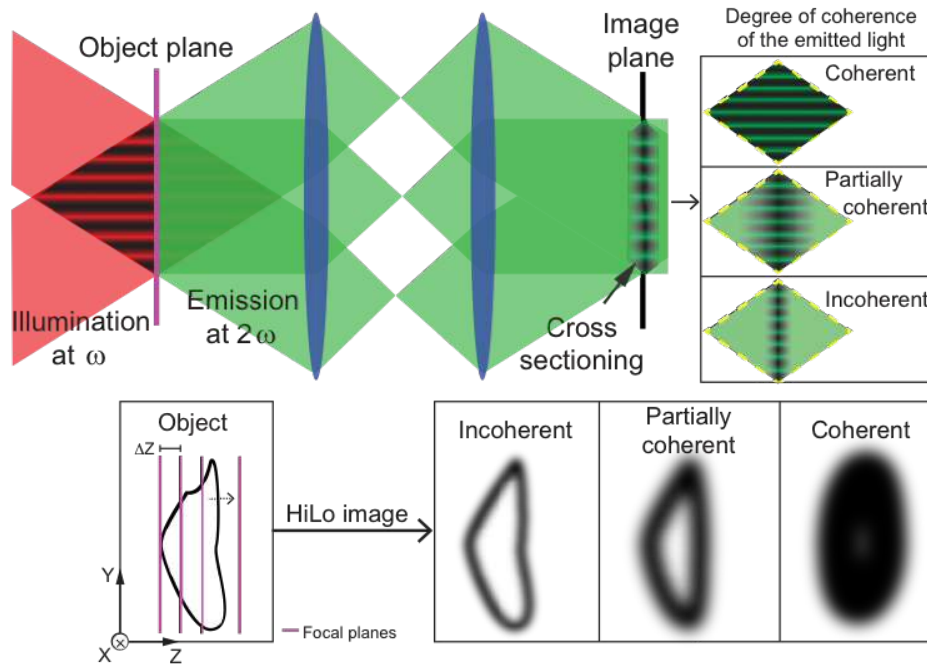 Object plane
Image
plane
Degree of coherence
of the emitted light
Coherent
Partially
coherent
Incoherent
Illumination
at ω
Emission
at 2ω
Cross
sectioning
Object
ΔZ
Y
X
Z
Focal planes
HiLo image
Incoherent
Partially
coherent
Coherent